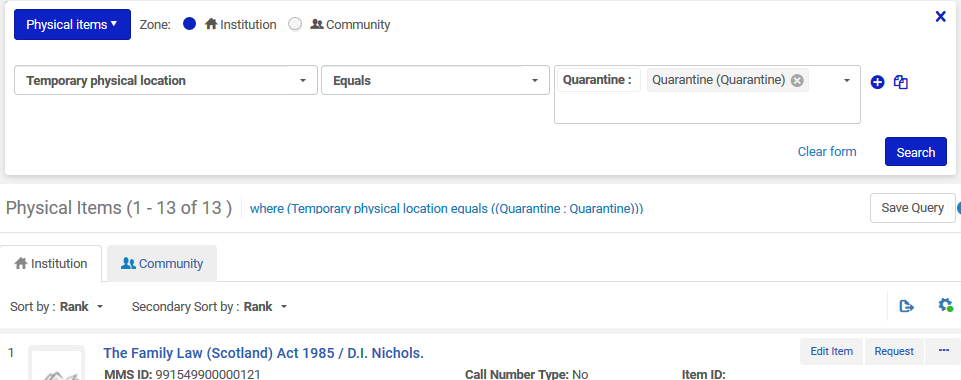 Physical items Zone: Institution Community
Temporary physical location Equals Quarantine : Quarantine (Quarantine)
Clear form Search
Physical Items (1 - 13 of 13 ) where (Temporary physical location equals ((Quarantine : Quarantine))) Save Query
Institution Community
Sort by : Rank Secondary Sort by : Rank
1 The Family Law (Scotland) Act 1985 / D.I. Nichols. Edit Item Request
MMS ID: 991549900000121 Call Number Type: No Item ID: